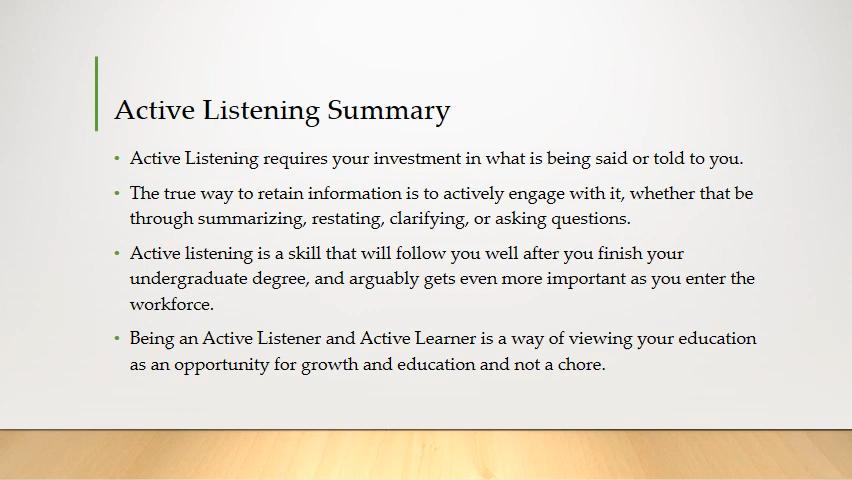 Active Listening Summary
• Active Listening requires your investment in what is being said or told to you.
• The true way to retain information is to actively engage with it, whether that be
through summarizing, restating, clarifying, or asking questions.
• Active listening is a skill that will follow you well after you finish your
undergraduate degree, and arguably gets even more important as you enter the
workforce.
• Being an Active Listener and Active Learner is a way of viewing your education
as an opportunity for growth and education and not a chore.